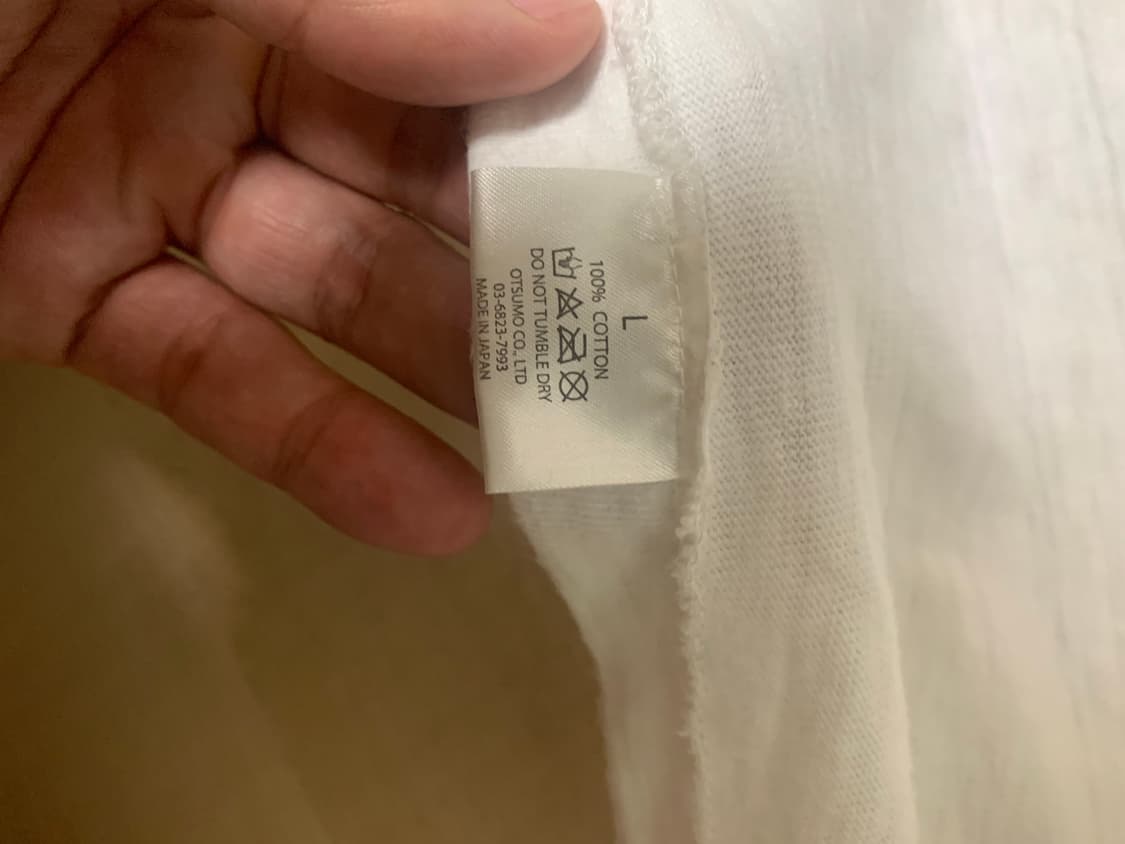 L
100% COTTON
DO NOT TUMBLE DRY
OTSUMO CO., LTD
03-6823-7993
MADE IN JAPAN